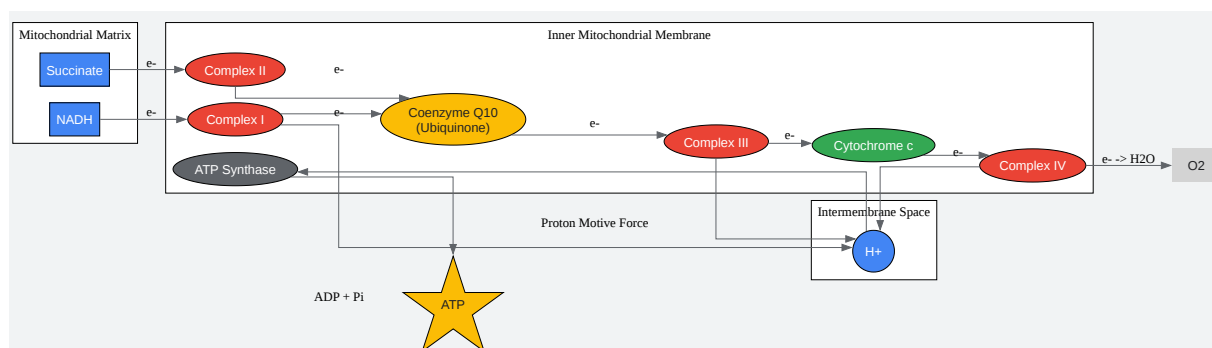 Mitochondrial Matrix
Inner Mitochondrial Membrane
Succinate
e-
Complex II
e-
NADH
e-
Complex I
e-
Coenzyme Q10
(Ubiquinone)
e-
Complex III
e-
Cytochrome c
e-
Complex IV
e- -> H2O
O2
ATP Synthase
Proton Motive Force
Intermembrane Space
H+
ADP + Pi
ATP